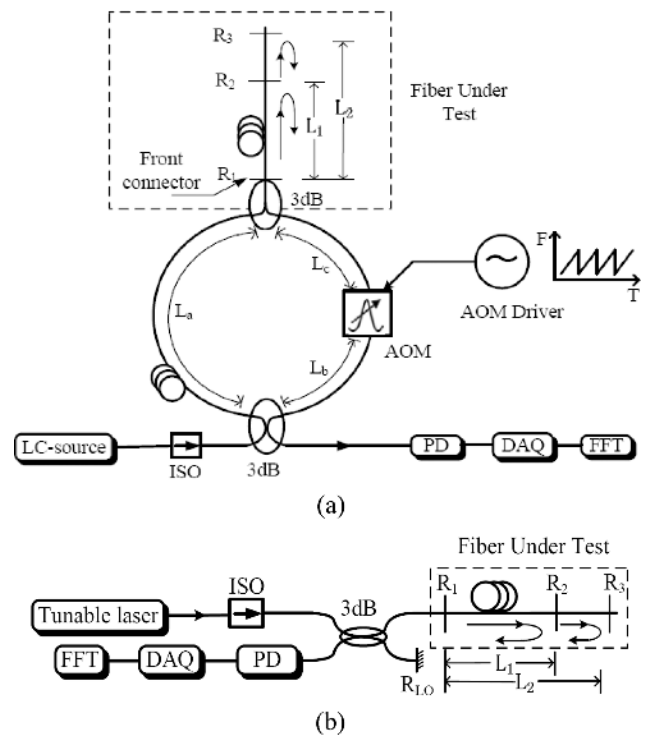 R3
R2
L2
L1
Fiber Under
Test
Front
connector
R1
3dB
Lc
F
T
La
AOM Driver
AOM
Lb
LC-source
ISO
3dB
PD
DAQ
FFT
(a)
Fiber Under Test
ISO
R1
R2
R3
Tunable laser
3dB
FFT
DAQ
PD
RLO
L1
L2
(b)